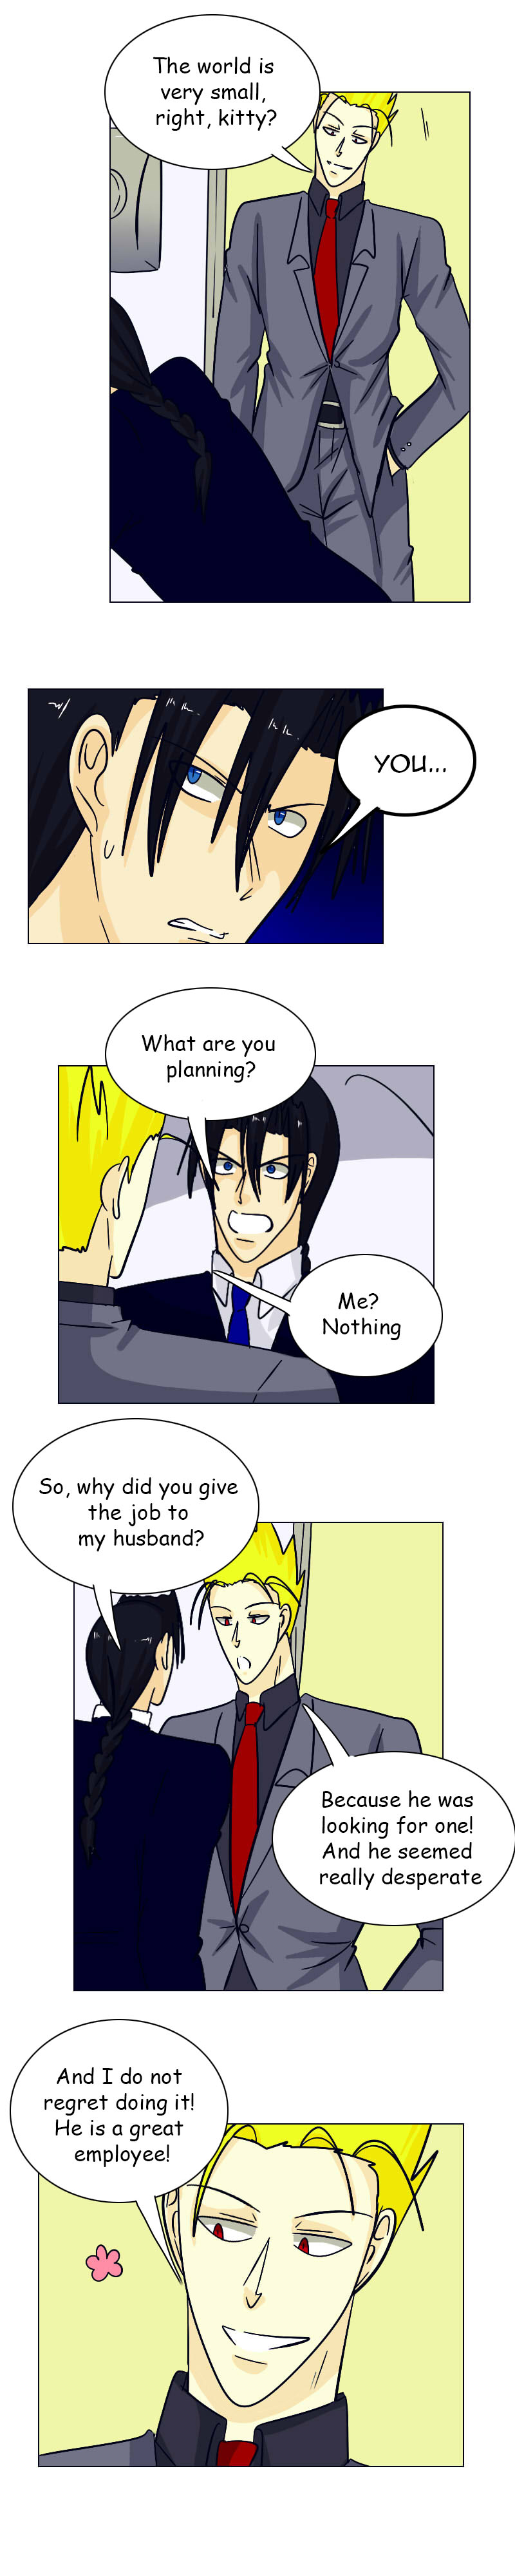 The world is
very small,
right, kitty?
YOU...
What are you
planning?
Me?
Nothing
So, why did you give
the job to
my husband?
Because he was
looking for one!
And he seemed
really desperate
And I do not
regret doing it!
He is a great
employee!